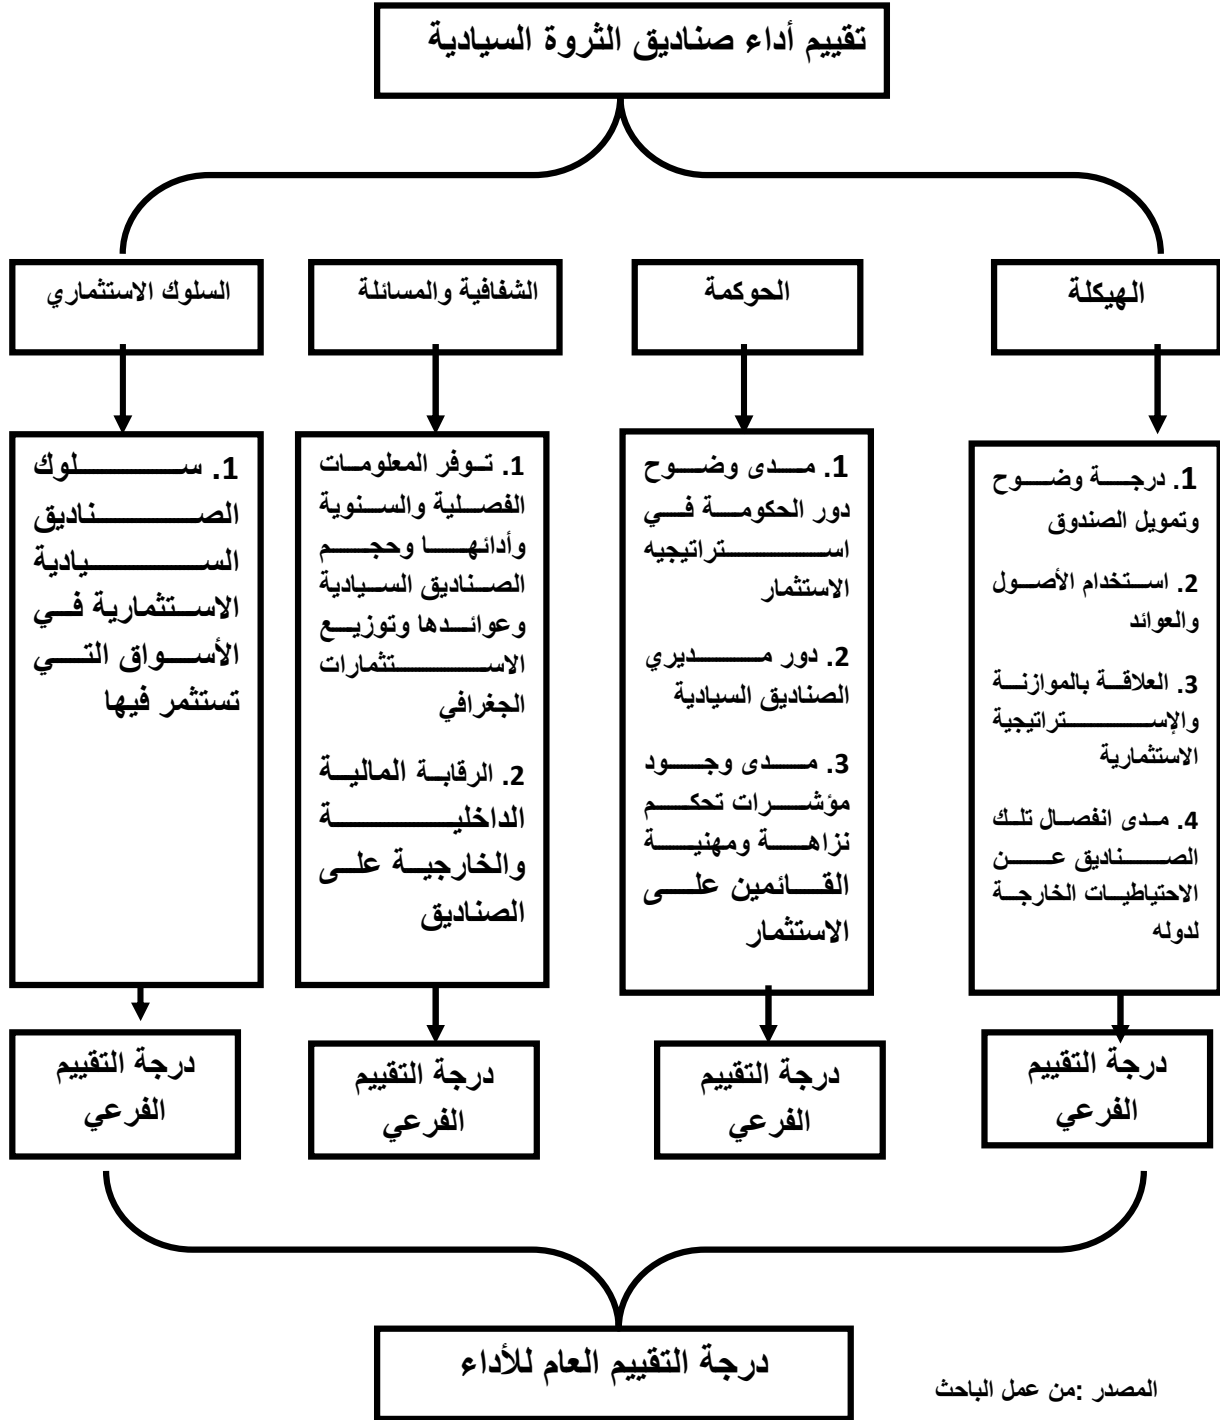 تقييم أداء صناديق الثروة السيادية
الهيكلة
الحوكمة
الشفافية والمسائلة
السلوك الاستثماري
1. درجة وضوح
وتمويل الصندوق
2. استخدام الأصول
والعوائد
3. العلاقة بالموازنة
والإستراتيجية
الاستثمارية
4. مدى انفصال تلك
الصناديق عن
الاحتياطيات الخارجة
لدوله
1. مدى وضوح
دور الحكومة في
استراتيجيه
الاستثمار
2. دور مديري
الصناديق السيادية
3. مدى وجود
مؤشرات تحكم
نزاهة ومهنية
القائمين على
الاستثمار
1. توفر المعلومات
الفصلية والسنوية
وأدائها وحجم
الصناديق السيادية
وعوائدها وتوزيع
الاستثمارات
الجغرافي
2. الرقابة المالية
الداخلية
والخارجية على
الصناديق
1. سلوك
الصناديق
السيادية
الاستثمارية في
الأسواق التي
تستثمر فيها
درجة التقييم
الفرعي
درجة التقييم
الفرعي
درجة التقييم
الفرعي
درجة التقييم
الفرعي
درجة التقييم العام للأداء
المصدر :من عمل الباحث